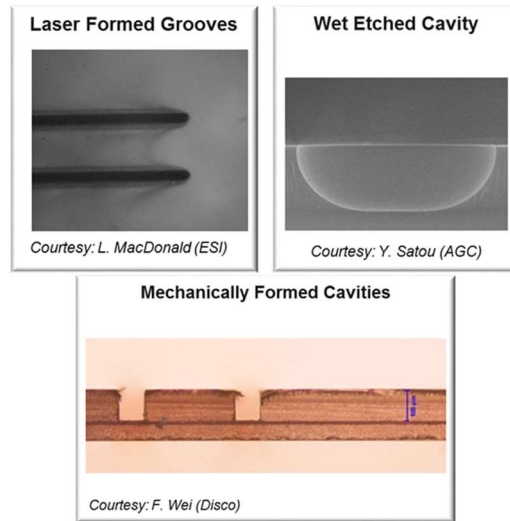 Laser Formed Grooves
Courtesy: L. MacDonald (ESI)
Wet Etched Cavity
Courtesy: Y. Satou (AGC)
Mechanically Formed Cavities
Courtesy: F. Wei (Disco)